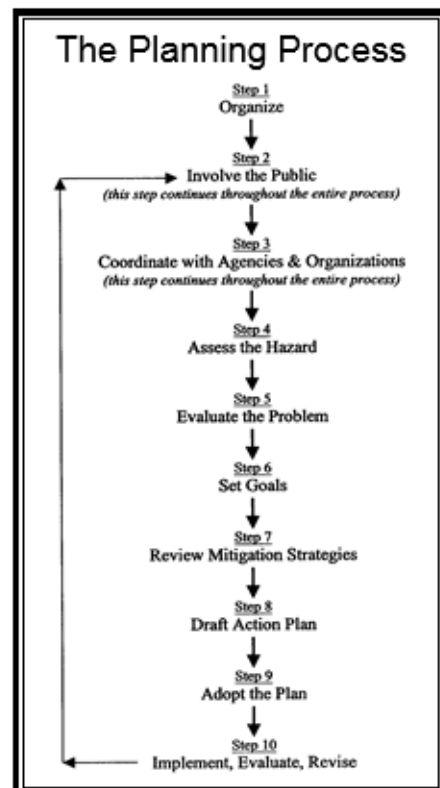 The Planning Process
Step 1
Organize
Step 2
Involve the Public
(this step continues throughout the entire process)
Step 3
Coordinate with Agencies & Organizations
(this step continues throughout the entire process)
Step 4
Assess the Hazard
Step 5
Evaluate the Problem
Step 6
Set Goals
Step 7
Review Mitigation Strategies
Step 8
Draft Action Plan
Step 9
Adopt the Plan
Step 10
Implement, Evaluate, Revise